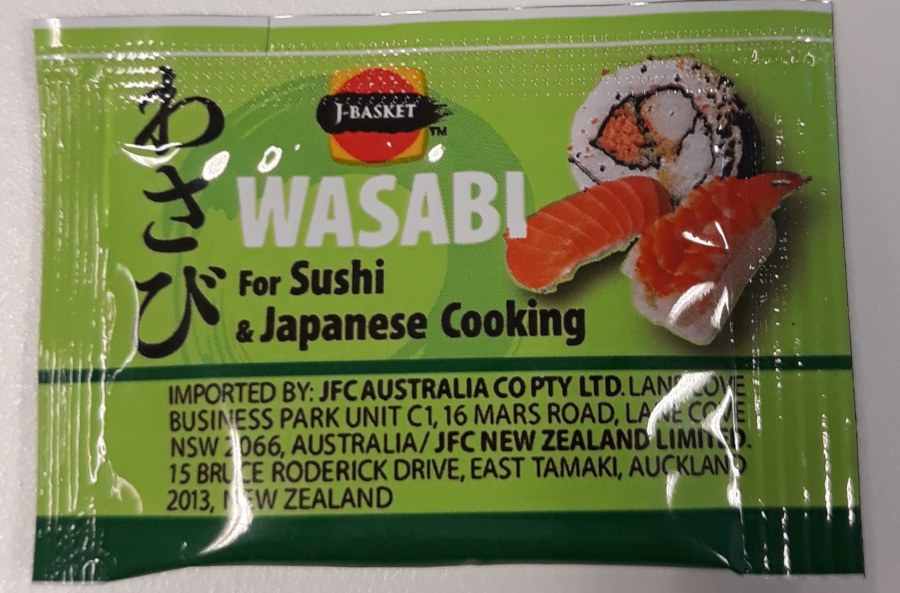 わさび
J-BASKET
TM
WASABI
For Sushi
& Japanese Cooking
IMPORTED BY: JFC AUSTRALIA CO PTY LTD. LANE COVE
BUSINESS PARK UNIT C1, 16 MARS ROAD, LANE COVE
NSW 2066, AUSTRALIA/ JFC NEW ZEALAND LIMITED.
15 BRUCE RODERICK DRIVE, EAST TAMAKI, AUCKLAND
2013, NEW ZEALAND